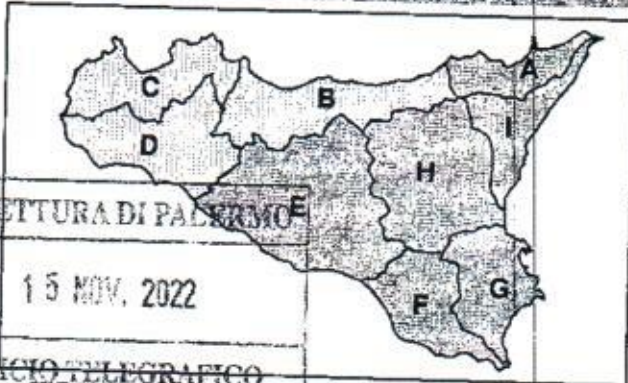 A
C
B
I
D
H
E
ETTURA DI PALERMO
G
F
15 NOV. 2022
ICIO TELEGRAFICO